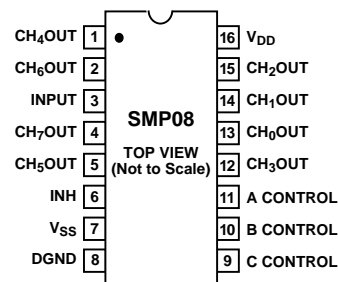 CH4OUT 1 16 VDD
CH6OUT 2 15 CH2OUT
INPUT 3 14 CH1OUT
CH7OUT 4 SMP08 13 CH0OUT
TOP VIEW
CH5OUT 5 (Not to Scale) 12 CH3OUT
INH 6 11 A CONTROL
VSS 7 10 B CONTROL
DGND 8 9 C CONTROL